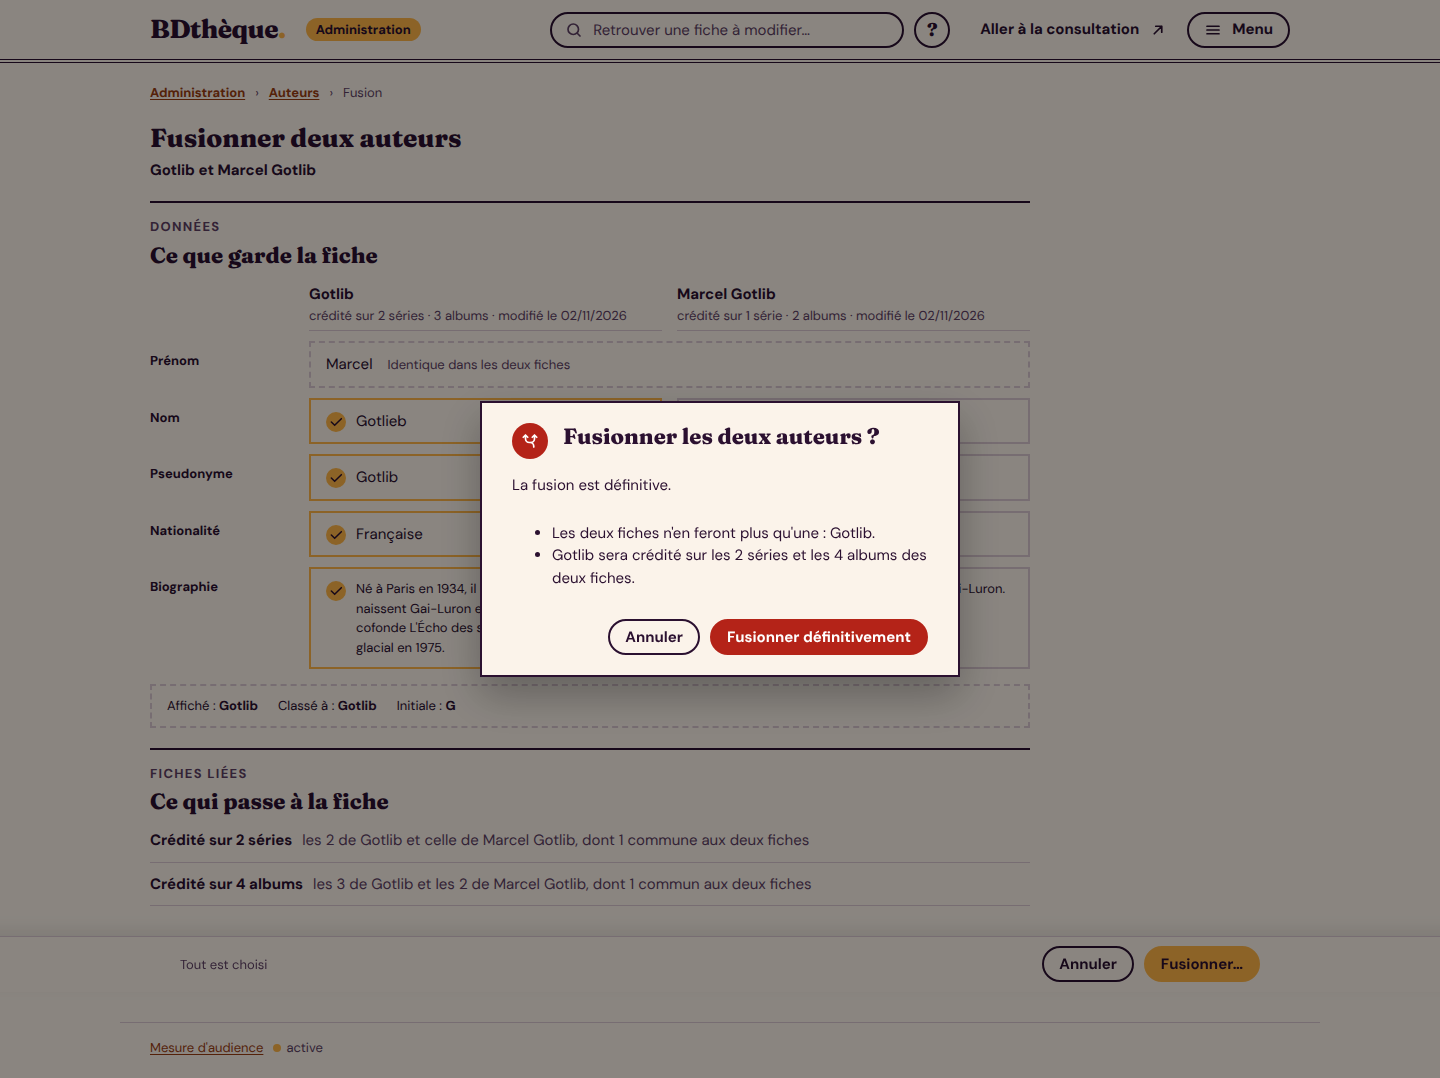 BDthèque.
Administration
Retrouver une fiche à modifier…
?
Aller à la consultation
Menu
Administration › Auteurs › Fusion
Fusionner deux auteurs
Gotlib et Marcel Gotlib
DONNÉES
Ce que garde la fiche
Gotlib
crédité sur 2 séries · 3 albums · modifié le 02/11/2026
Marcel Gotlib
crédité sur 1 série · 2 albums · modifié le 02/11/2026
Prénom
Marcel Identique dans les deux fiches
Nom
Gotlieb
Pseudonyme
Gotlib
Nationalité
Française
Biographie
Né à Paris en 1934, il
naissent Gai-Luron e
cofonde L'Écho des s
glacial en 1975.
-Luron.
Fusionner les deux auteurs ?
La fusion est définitive.
• Les deux fiches n'en feront plus qu'une : Gotlib.
• Gotlib sera crédité sur les 2 séries et les 4 albums des
deux fiches.
Annuler
Fusionner définitivement
Affiché : Gotlib Classé à : Gotlib Initiale : G
FICHES LIÉES
Ce qui passe à la fiche
Crédité sur 2 séries les 2 de Gotlib et celle de Marcel Gotlib, dont 1 commune aux deux fiches
Crédité sur 4 albums les 3 de Gotlib et les 2 de Marcel Gotlib, dont 1 commun aux deux fiches
Tout est choisi
Annuler
Fusionner…
Mesure d'audience active